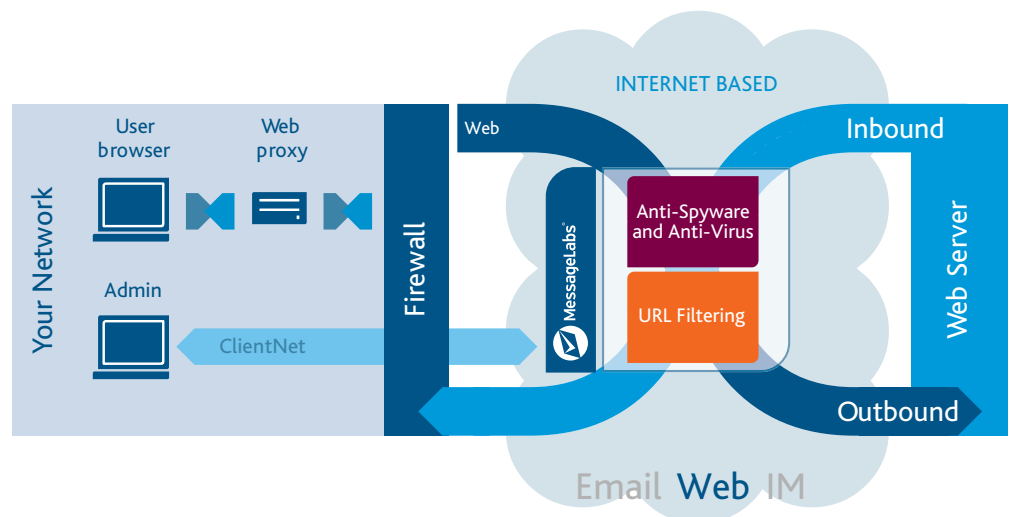 INTERNET BASED
User
browser
Web
proxy
Web
Inbound
Your Network
Firewall
MessageLabs®
Anti-Spyware
and Anti-Virus
Web Server
Admin
URL Filtering
ClientNet
Outbound
Email Web IM